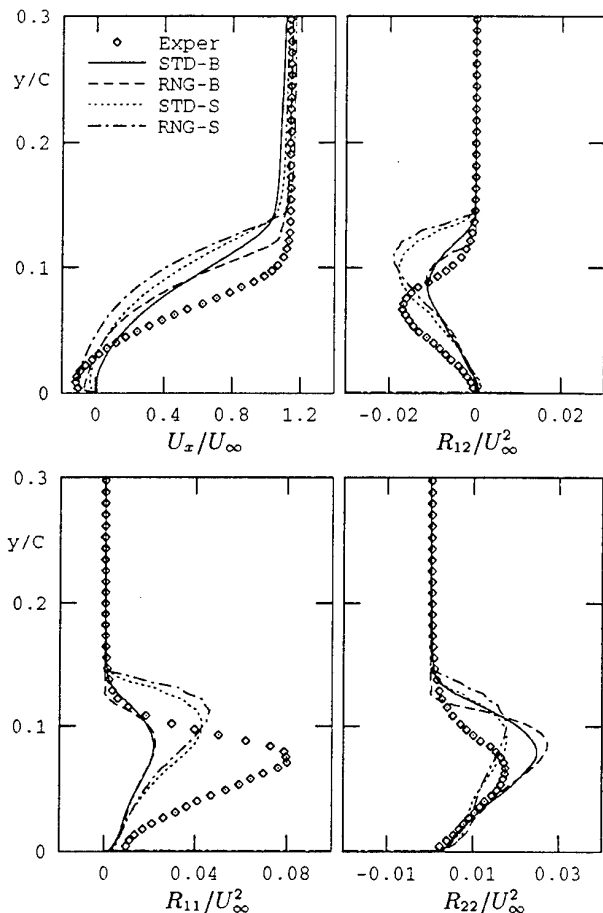 0.3
y/C
0.2
0.1
0
Exper
STD-B
RNG-B
STD-S
RNG-S
0 0.4 0.8 1.2
U_x/U_∞
-0.02 0 0.02
R_12/U_∞^2
0.3
y/C
0.2
0.1
0
0 0.04 0.08
R_11/U_∞^2
-0.01 0.01 0.03
R_22/U_∞^2